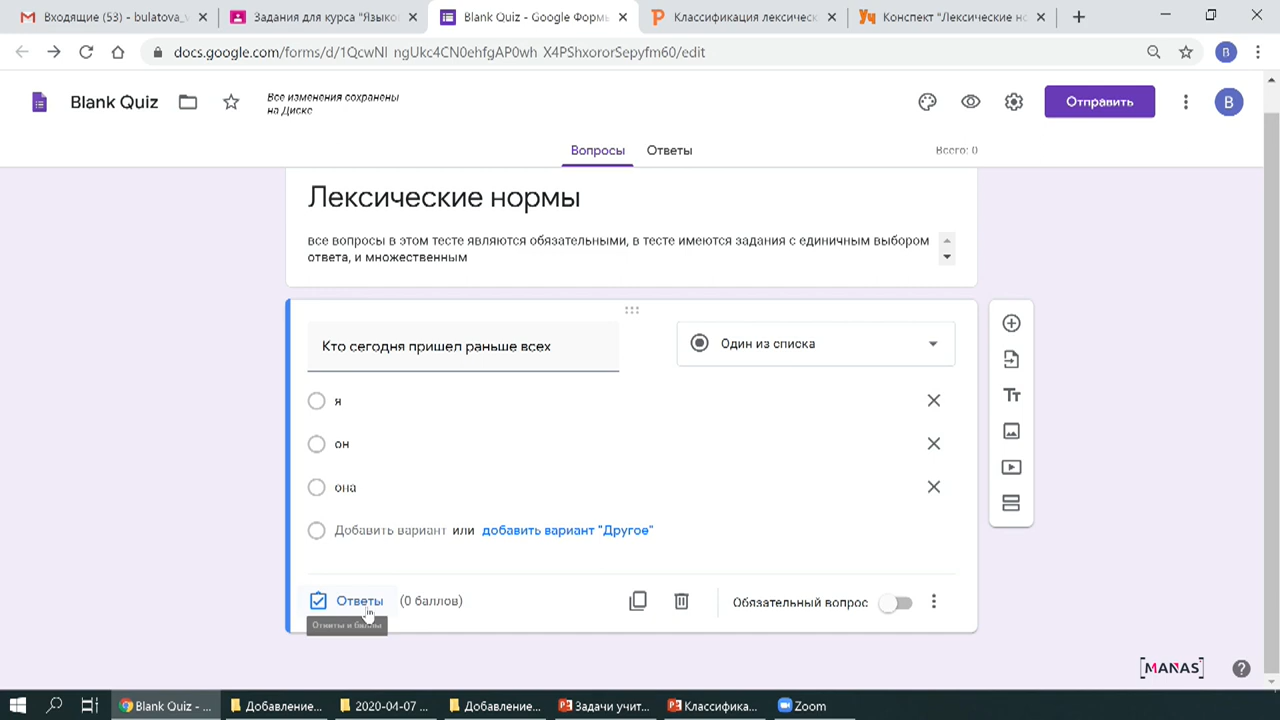 Входящие (53) - bulatova_v
Задания для курса "Языко
Blank Quiz - Google Формы
Классификация лексическ
Конспект "Лексические но
docs.google.com/forms/d/1QcwNl_ngUkc4CN0ehfgAP0wh_X4PShxororSepyfm60/edit
B
Blank Quiz
Все изменения сохранены
на Диске
Отправить
B
Вопросы
Ответы
Всего: 0
Лексические нормы
все вопросы в этом тесте являются обязательными, в тесте имеются задания с единичным выбором
ответа, и множественным
Кто сегодня пришел раньше всех
Один из списка
я
он
она
Добавить вариант или добавить вариант "Другое"
Ответы (0 баллов)
Обязательный вопрос
Ответы и баллы
[MANAS]
Blank Quiz - ...
Добавление...
2020-04-07 ...
Добавление...
Задачи учит...
Классифика...
Zoom